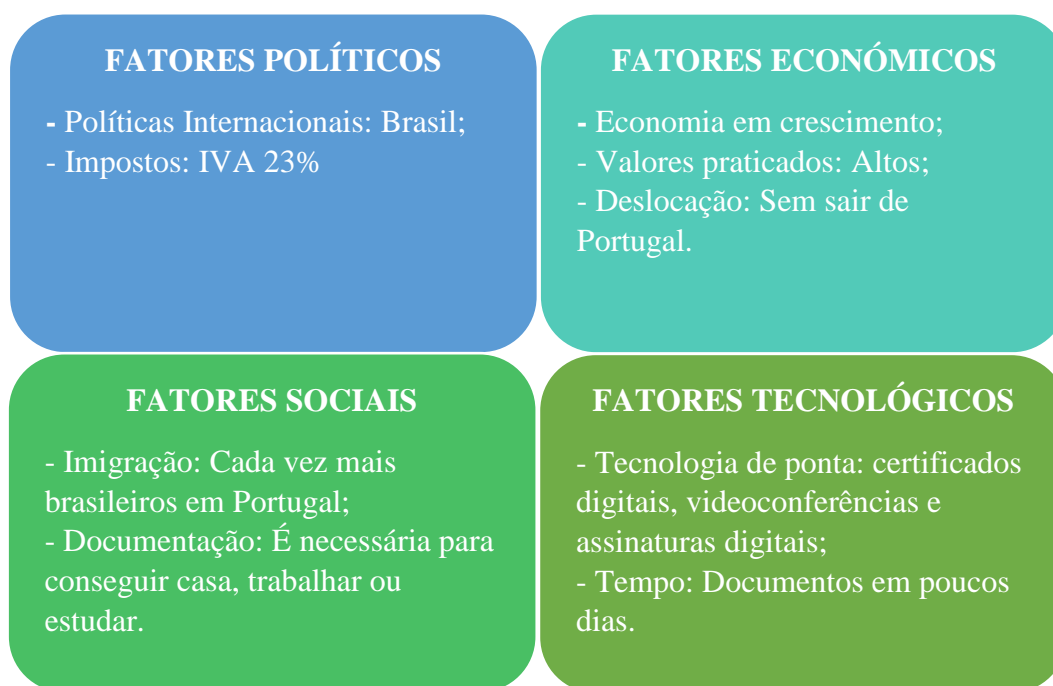 FATORES POLÍTICOS
- Políticas Internacionais: Brasil;
- Impostos: IVA 23%
FATORES ECONÓMICOS
- Economia em crescimento;
- Valores praticados: Altos;
- Deslocação: Sem sair de
Portugal.
FATORES SOCIAIS
- Imigração: Cada vez mais
brasileiros em Portugal;
- Documentação: É necessária para
conseguir casa, trabalhar ou
estudar.
FATORES TECNOLÓGICOS
- Tecnologia de ponta: certificados
digitais, videoconferências e
assinaturas digitais;
- Tempo: Documentos em poucos
dias.